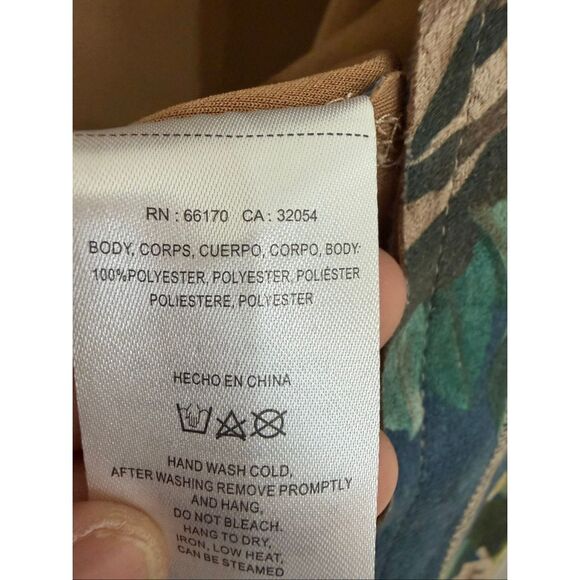 RN : 66170 CA : 32054
BODY, CORPS, CUERPO, CORPO, BODY:
100%POLYESTER, POLYESTER, POLIÉSTER
POLIESTERE, POLYESTER
HECHO EN CHINA
HAND WASH COLD,
AFTER WASHING REMOVE PROMPTLY
AND HANG,
DO NOT BLEACH.
HANG TO DRY,
IRON, LOW HEAT,
CAN BE STEAMED